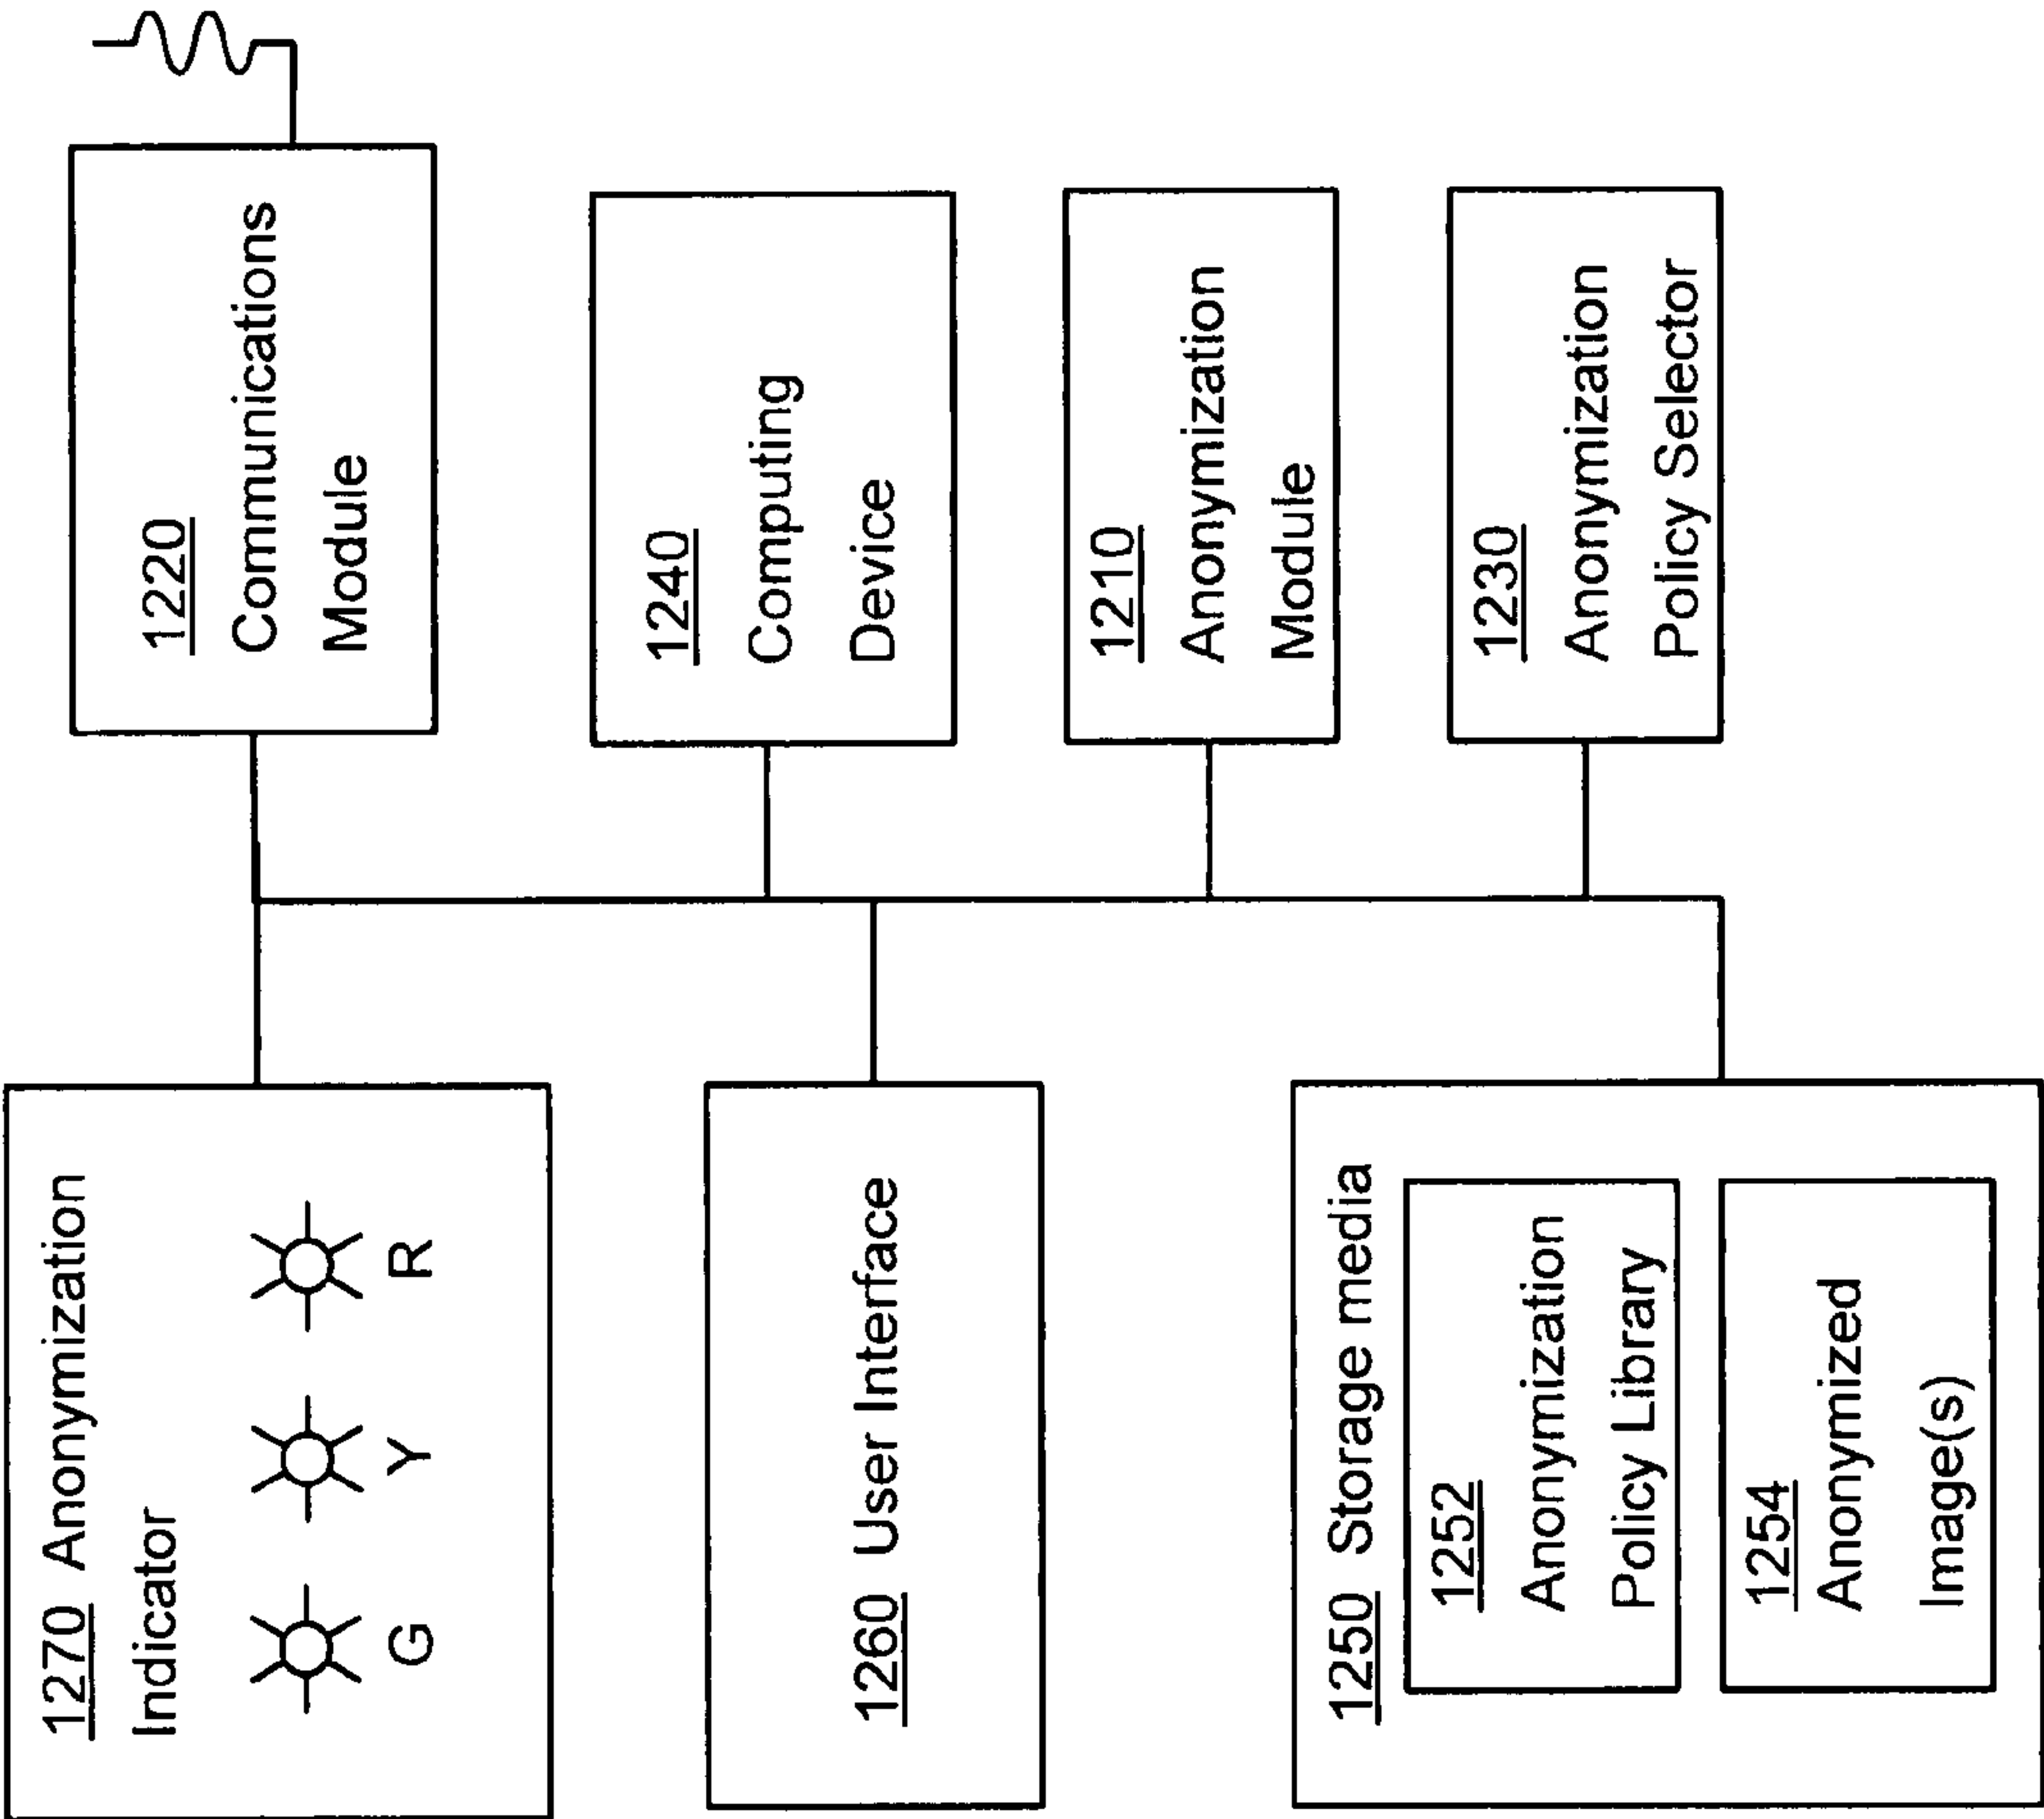 1270 Anonymization
Indicator
G Y R
1260 User Interface
1250 Storage media
1252
Anonymization
Policy Library
1254
Anonymized
Image(s)
1220
Communications
Module
1240
Computing
Device
1210
Anonymization
Module
1230
Anonymization
Policy Selector